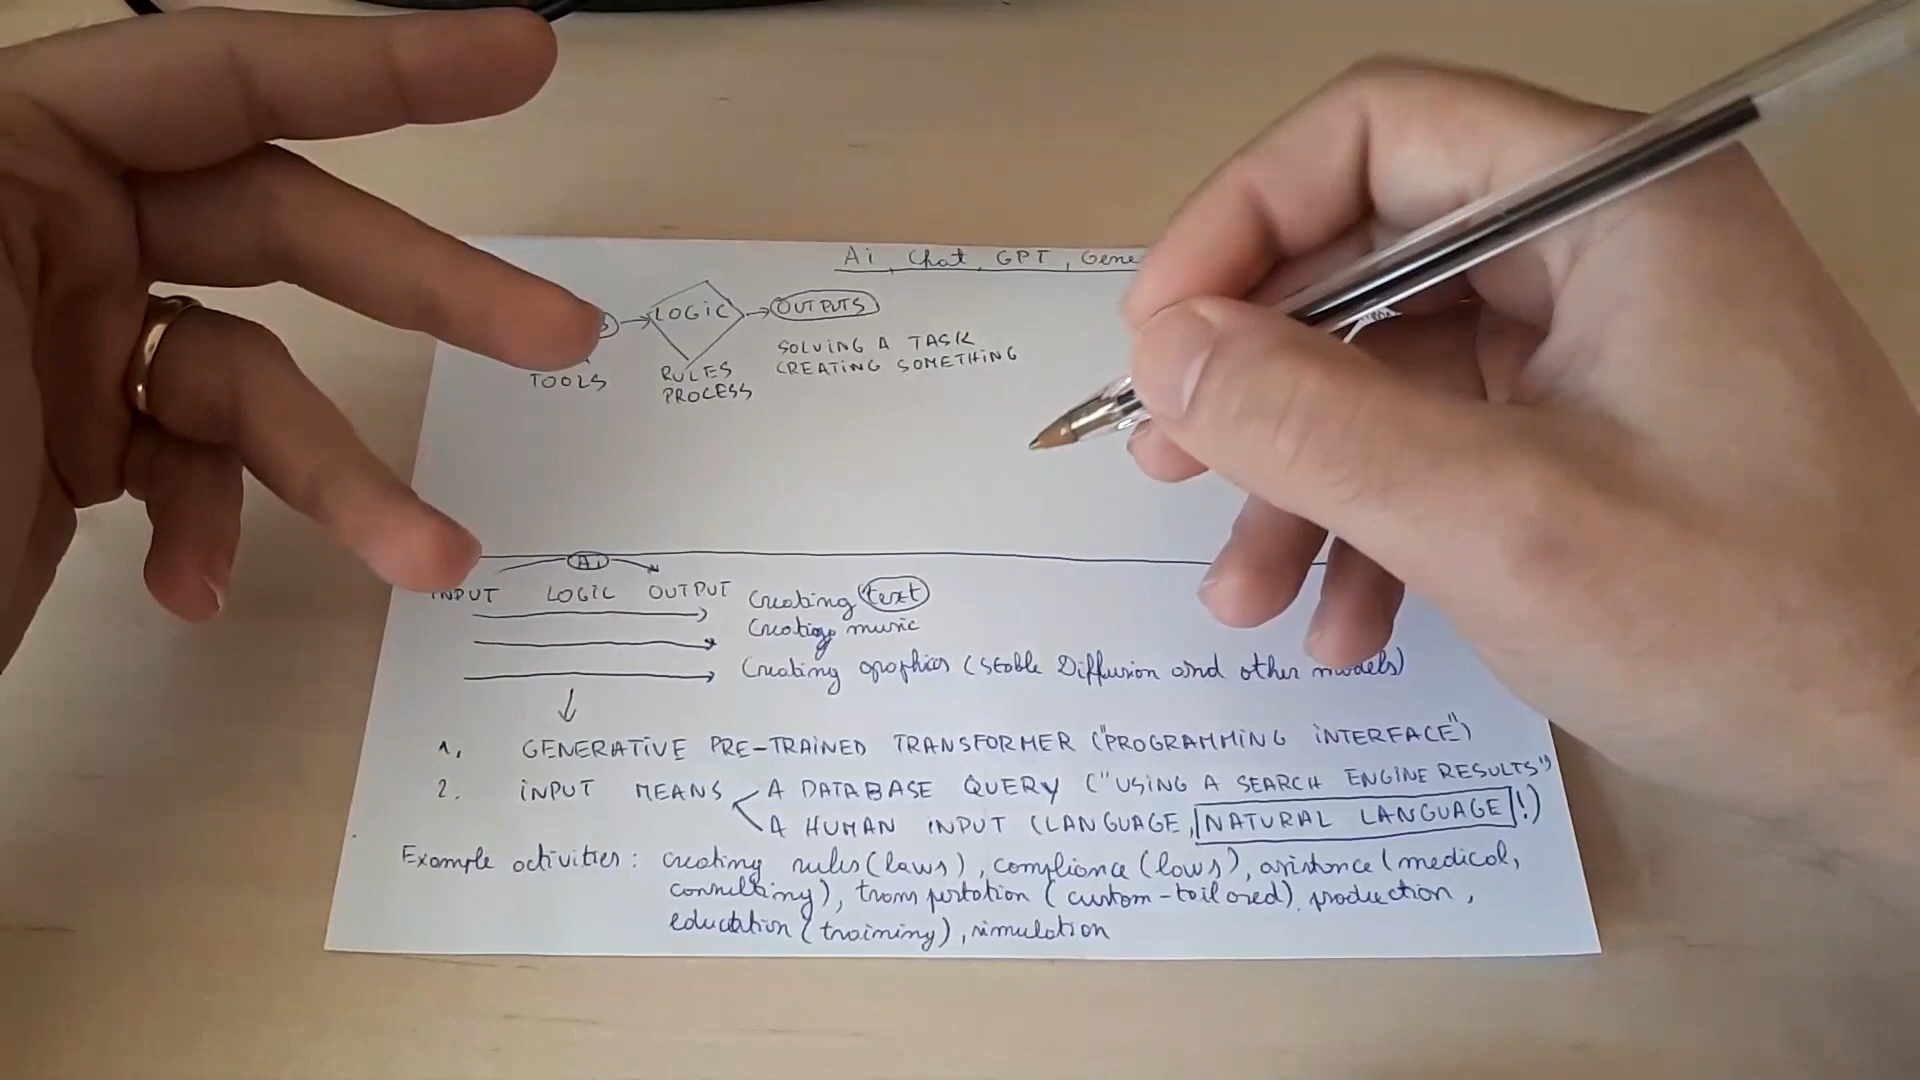 Ai, Chat GPT, Gene
LOGIC OUTPUTS
SOLVING A TASK
CREATING SOMETHING
TOOLS RULES
PROCESS
Ai
INPUT LOGIC OUTPUT Creating text
Creating music
Creating graphics (Stable Diffusion and other models)
1. GENERATIVE PRE-TRAINED TRANSFORMER ("PROGRAMMING INTERFACE")
2. INPUT MEANS A DATABASE QUERY ("USING A SEARCH ENGINE RESULTS")
A HUMAN INPUT (LANGUAGE, NATURAL LANGUAGE!)
Example activities: creating rules (laws), compliance (laws), asistence (medical,
consulting), transportation (custom-tailored), production,
education (training), simulation